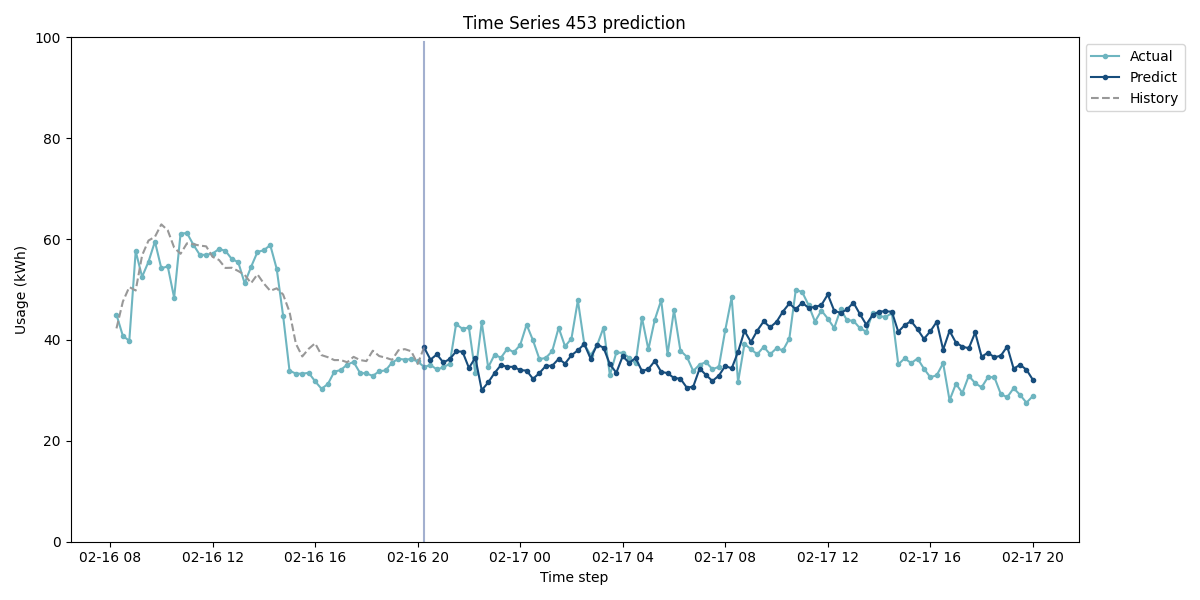 Time Series 453 prediction
100
80
60
40
20
0
Usage (kWh)
02-16 08
02-16 12
02-16 16
02-16 20
02-17 00
02-17 04
02-17 08
02-17 12
02-17 16
02-17 20
Time step
Actual
Predict
History